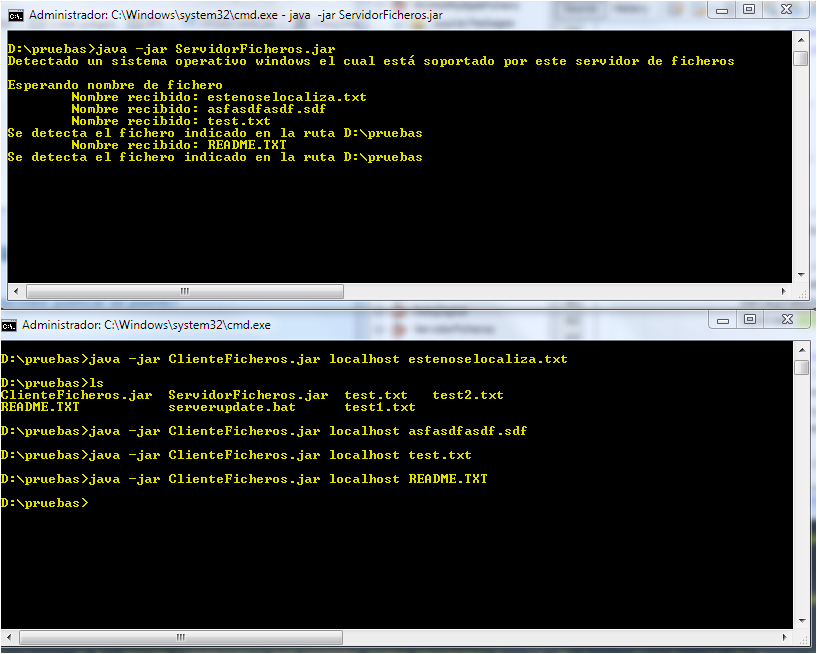 Administrador: C:\Windows\system32\cmd.exe - java  -jar ServidorFicheros.jar
D:\pruebas>java -jar ServidorFicheros.jar
Detectado un sistema operativo windows el cual está soportado por este servidor de ficheros
Esperando nombre de fichero
Nombre recibido: estenoselocaliza.txt
Nombre recibido: asfasdfasdf.sdf
Nombre recibido: test.txt
Se detecta el fichero indicado en la ruta D:\pruebas
Nombre recibido: README.TXT
Se detecta el fichero indicado en la ruta D:\pruebas
Administrador: C:\Windows\system32\cmd.exe
D:\pruebas>java -jar ClienteFicheros.jar localhost estenoselocaliza.txt
D:\pruebas>ls
ClienteFicheros.jar  ServidorFicheros.jar  test.txt   test2.txt
README.TXT           serverupdate.bat      test1.txt
D:\pruebas>java -jar ClienteFicheros.jar localhost asfasdfasdf.sdf
D:\pruebas>java -jar ClienteFicheros.jar localhost test.txt
D:\pruebas>java -jar ClienteFicheros.jar localhost README.TXT
D:\pruebas>